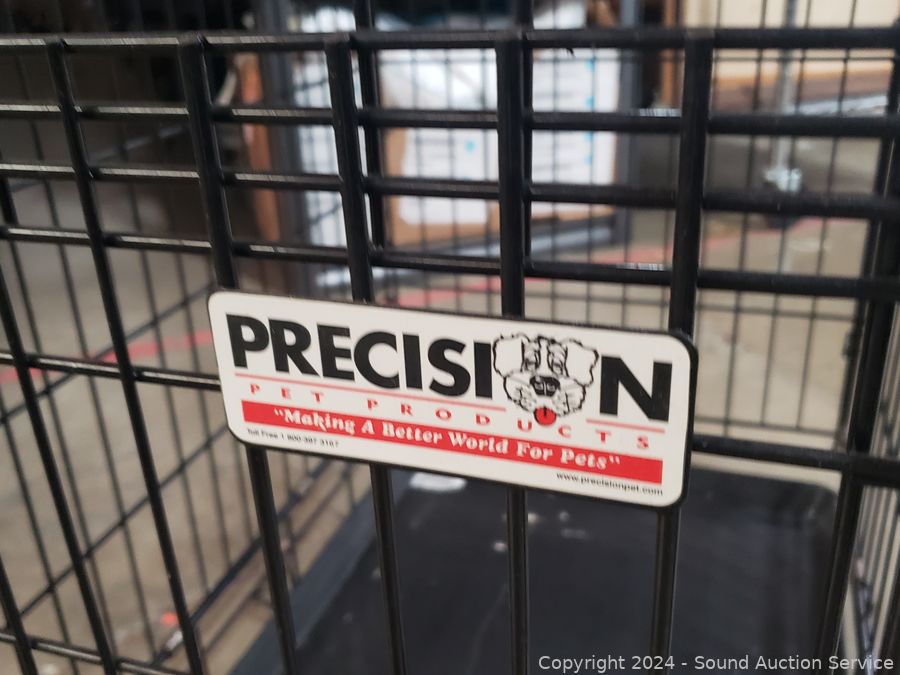 PRECISION
PET PRODUCTS
"Making A Better World For Pets"
Toll Free 1 800-387-3167
www.precisionpet.com
Copyright © 2024 - Sound Auction Service